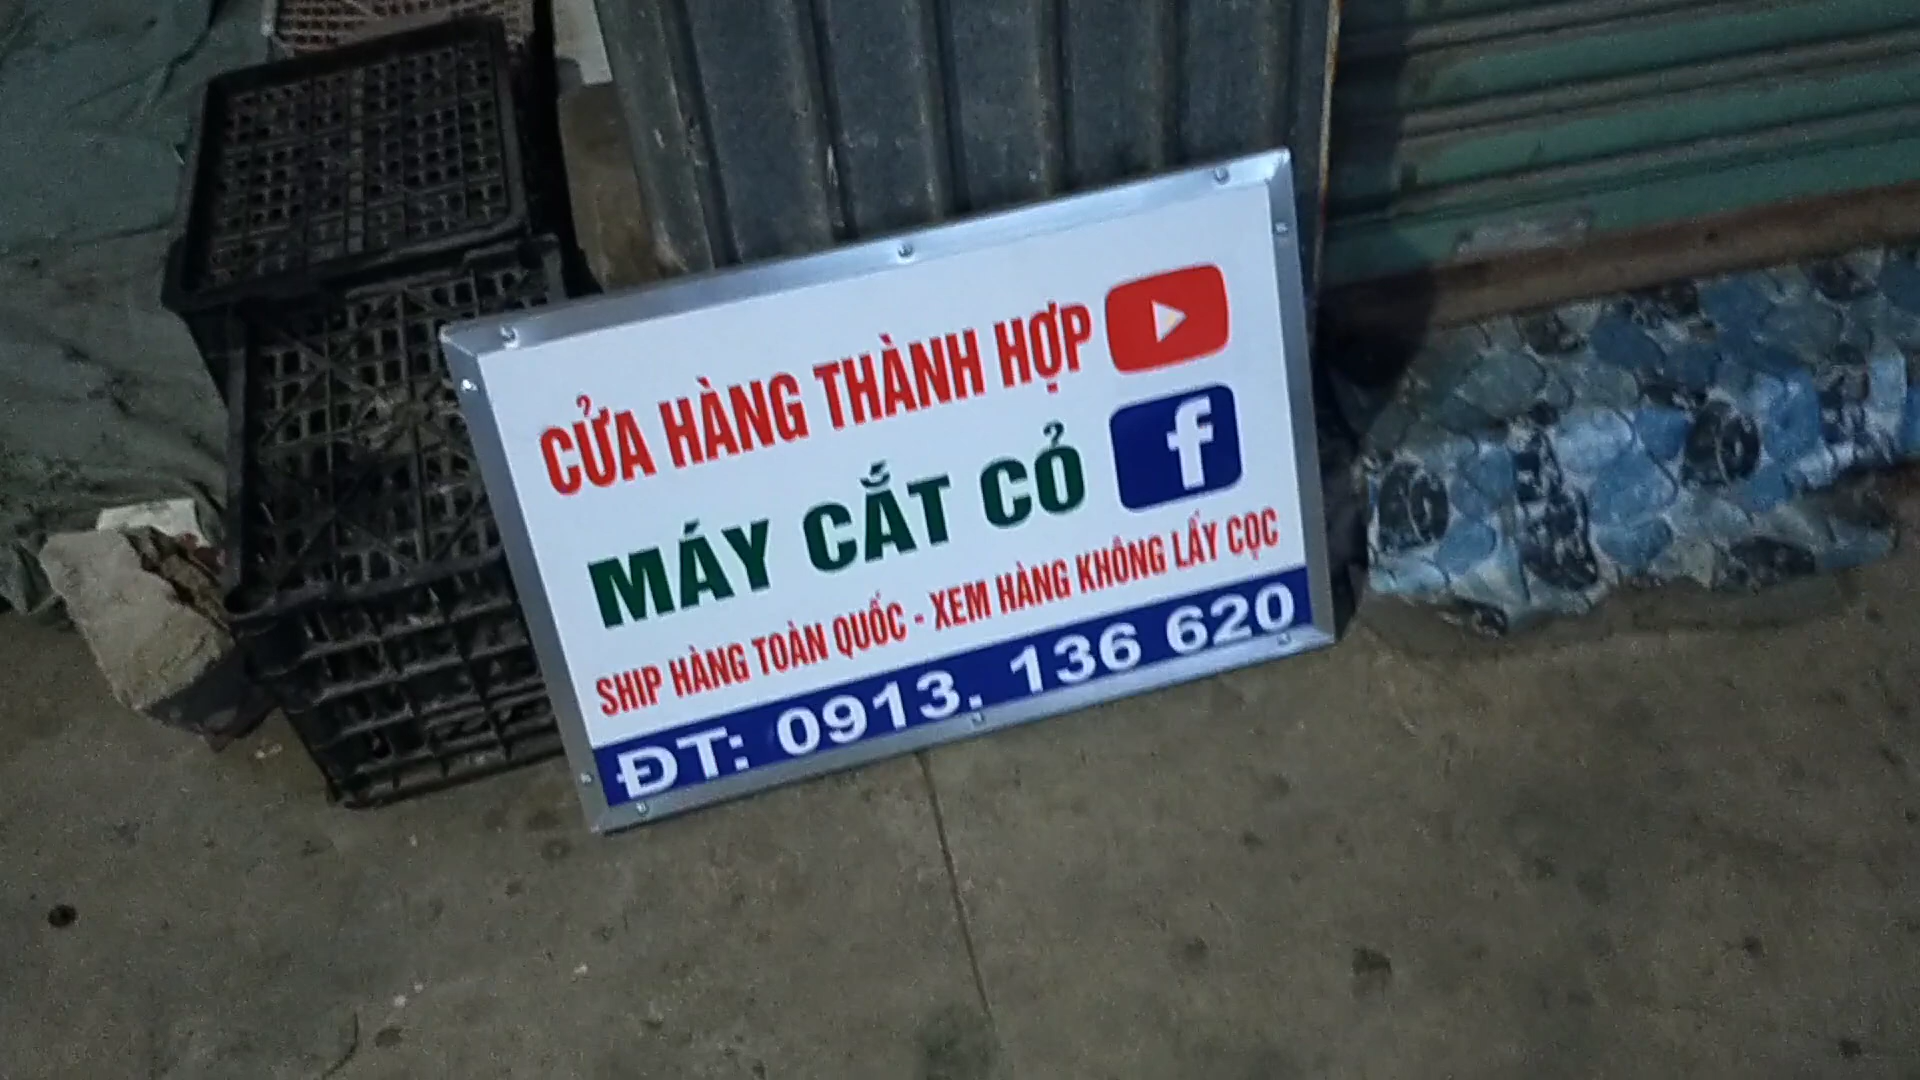 CỬA HÀNG THÀNH HỢP
MÁY CẮT CỎ
f
SHIP HÀNG TOÀN QUỐC - XEM HÀNG KHÔNG LẤY CỌC
ĐT: 0913. 136 620